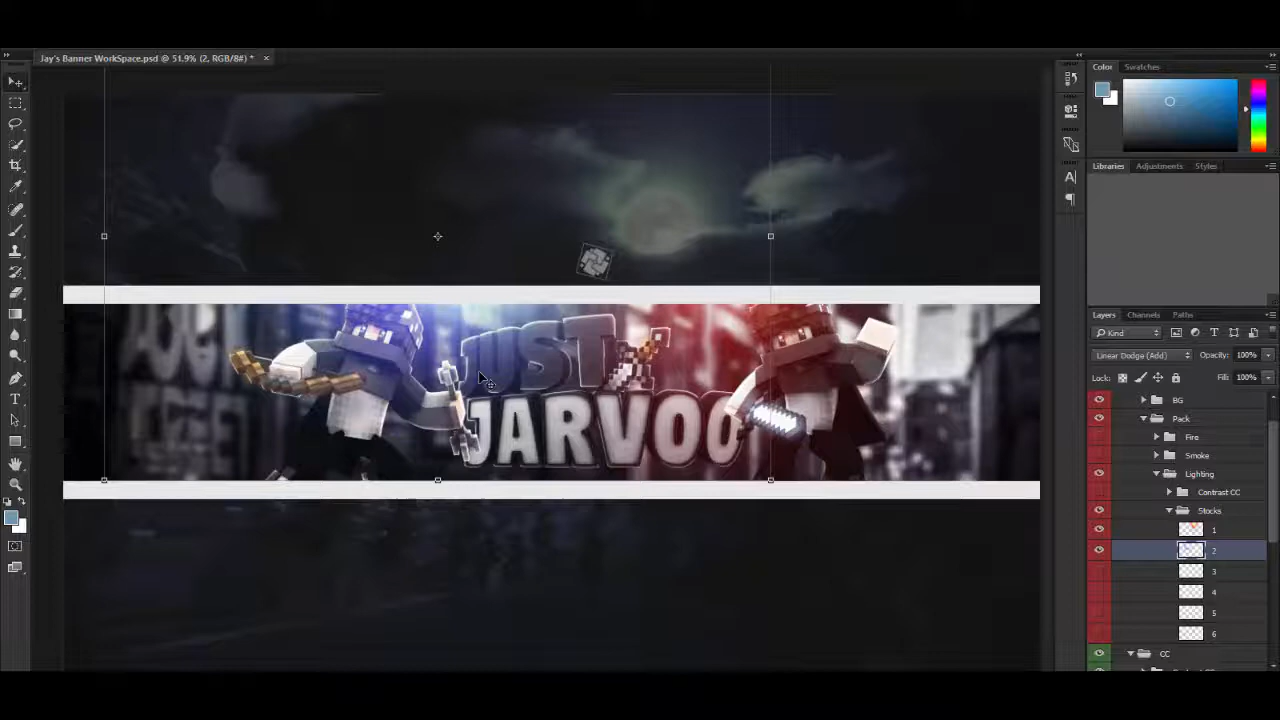 Jay's Banner WorkSpace.psd @ 51.9% (2, RGB/8#) * ×
Color Swatches
Libraries Adjustments Styles
Layers Channels Paths
Kind
Linear Dodge (Add) Opacity: 100%
Lock: Fill: 100%
BG
Pack
Fire
Smoke
Lighting
Contrast CC
Stocks
1
2
3
4
5
6
CC
JUST
JARVOO